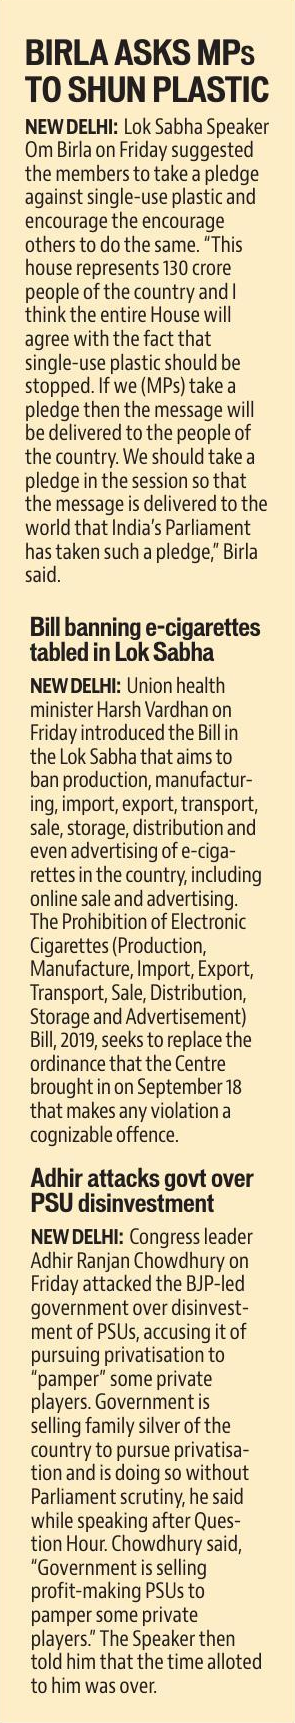 BIRLA ASKS MPs
TO SHUN PLASTIC
NEW DELHI: Lok Sabha Speaker
Om Birla on Friday suggested
the members to take a pledge
against single-use plastic and
encourage the encourage
others to do the same. “This
house represents 130 crore
people of the country and I
think the entire House will
agree with the fact that
single-use plastic should be
stopped. If we (MPs) take a
pledge then the message will
be delivered to the people of
the country. We should take a
pledge in the session so that
the message is delivered to the
world that India’s Parliament
has taken such a pledge,” Birla
said.
Bill banning e-cigarettes
tabled in Lok Sabha
NEW DELHI: Union health
minister Harsh Vardhan on
Friday introduced the Bill in
the Lok Sabha that aims to
ban production, manufactur-
ing, import, export, transport,
sale, storage, distribution and
even advertising of e-ciga-
rettes in the country, including
online sale and advertising.
The Prohibition of Electronic
Cigarettes (Production,
Manufacture, Import, Export,
Transport, Sale, Distribution,
Storage and Advertisement)
Bill, 2019, seeks to replace the
ordinance that the Centre
brought in on September 18
that makes any violation a
cognizable offence.
Adhir attacks govt over
PSU disinvestment
NEW DELHI: Congress leader
Adhir Ranjan Chowdhury on
Friday attacked the BJP-led
government over disinvest-
ment of PSUs, accusing it of
pursuing privatisation to
“pamper” some private
players. Government is
selling family silver of the
country to pursue privatisa-
tion and is doing so without
Parliament scrutiny, he said
while speaking after Ques-
tion Hour. Chowdhury said,
“Government is selling
profit-making PSUs to
pamper some private
players.” The Speaker then
told him that the time alloted
to him was over.